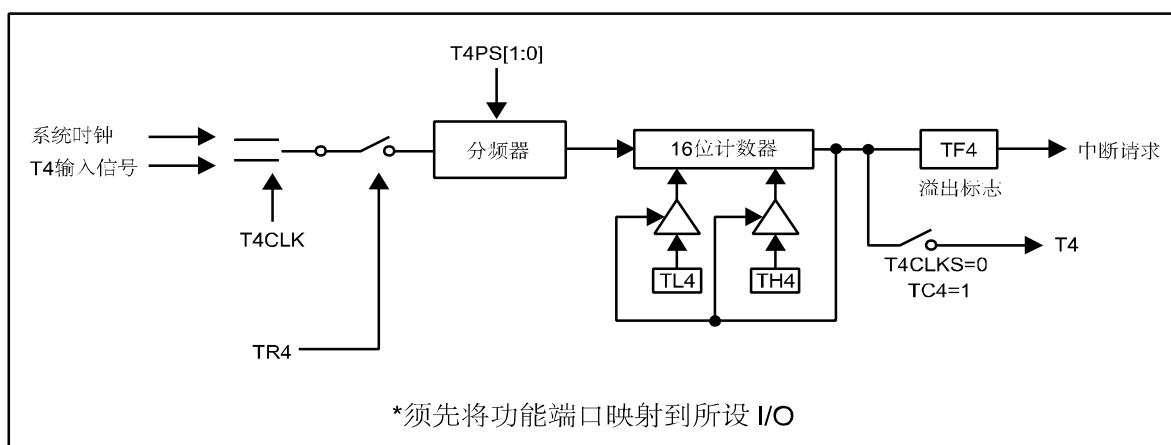 T4PS[1:0]
系统时钟
T4输入信号
分频器
16位计数器
TF4
中断请求
溢出标志
T4CLK
TL4
TH4
T4
T4CLKS=0
TC4=1
TR4
*须先将功能端口映射到所设 I/O